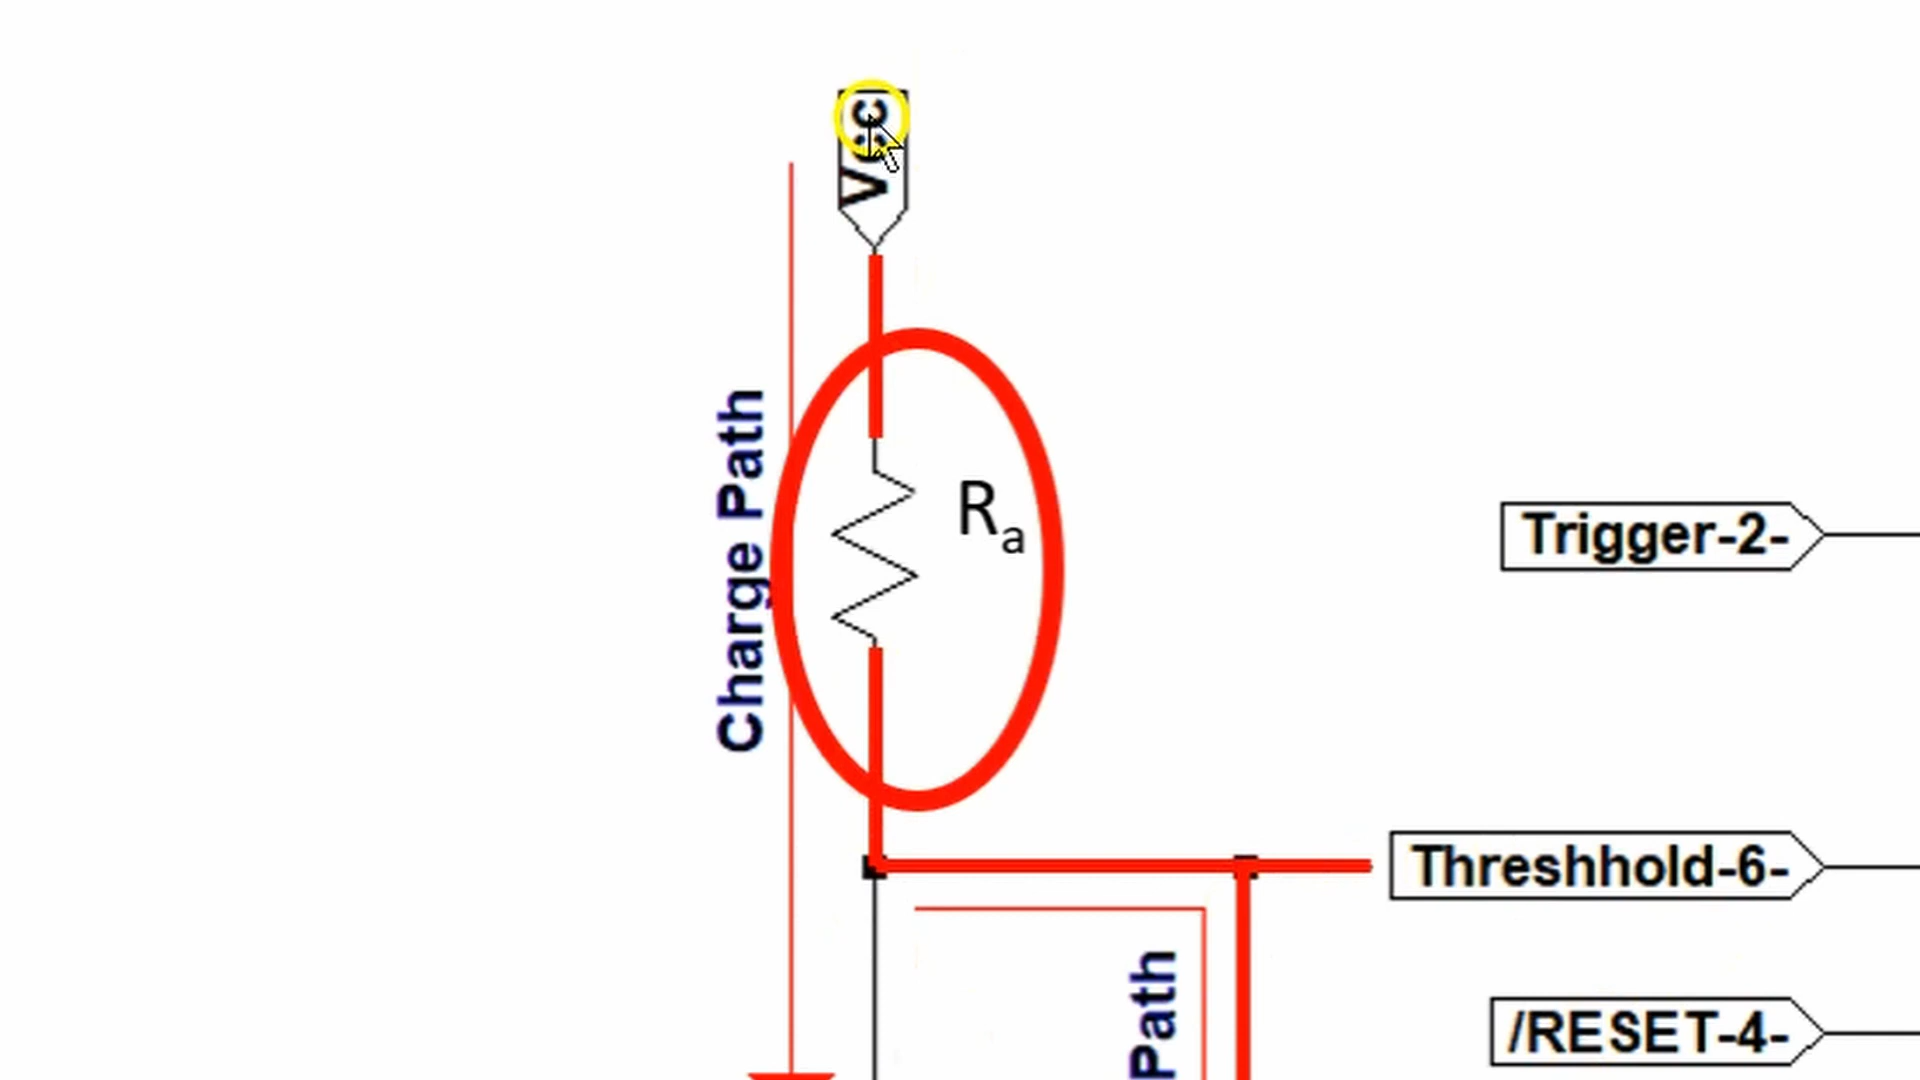 Vcc
Charge Path
Ra
Trigger-2-
Threshhold-6-
Path
/RESET-4-